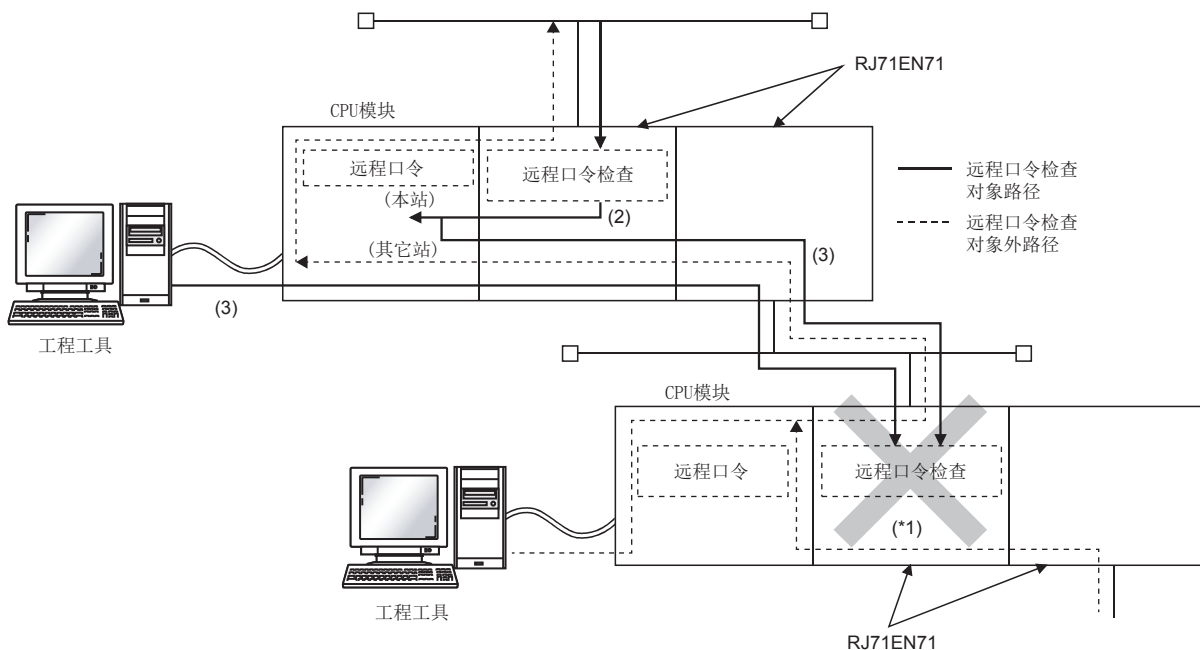 RJ71EN71
CPU模块
远程口令
远程口令检查
(本站)
(2)
(其它站)
(3)
(3)
远程口令检查
对象路径
远程口令检查
对象外路径
工程工具
CPU模块
远程口令
远程口令检查
(*1)
工程工具
RJ71EN71